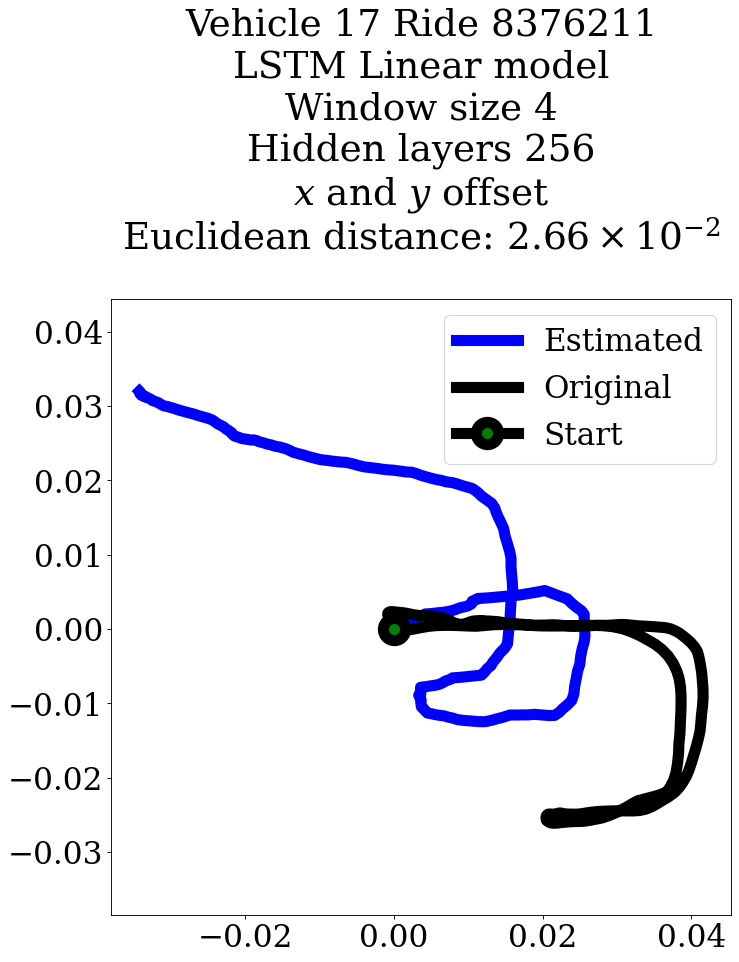 Vehicle 17 Ride 8376211
LSTM Linear model
Window size 4
Hidden layers 256
x and y offset
Euclidean distance: 2.66 × 10⁻²
Estimated
Original
Start
0.04
0.03
0.02
0.01
0.00
−0.01
−0.02
−0.03
−0.02 0.00 0.02 0.04